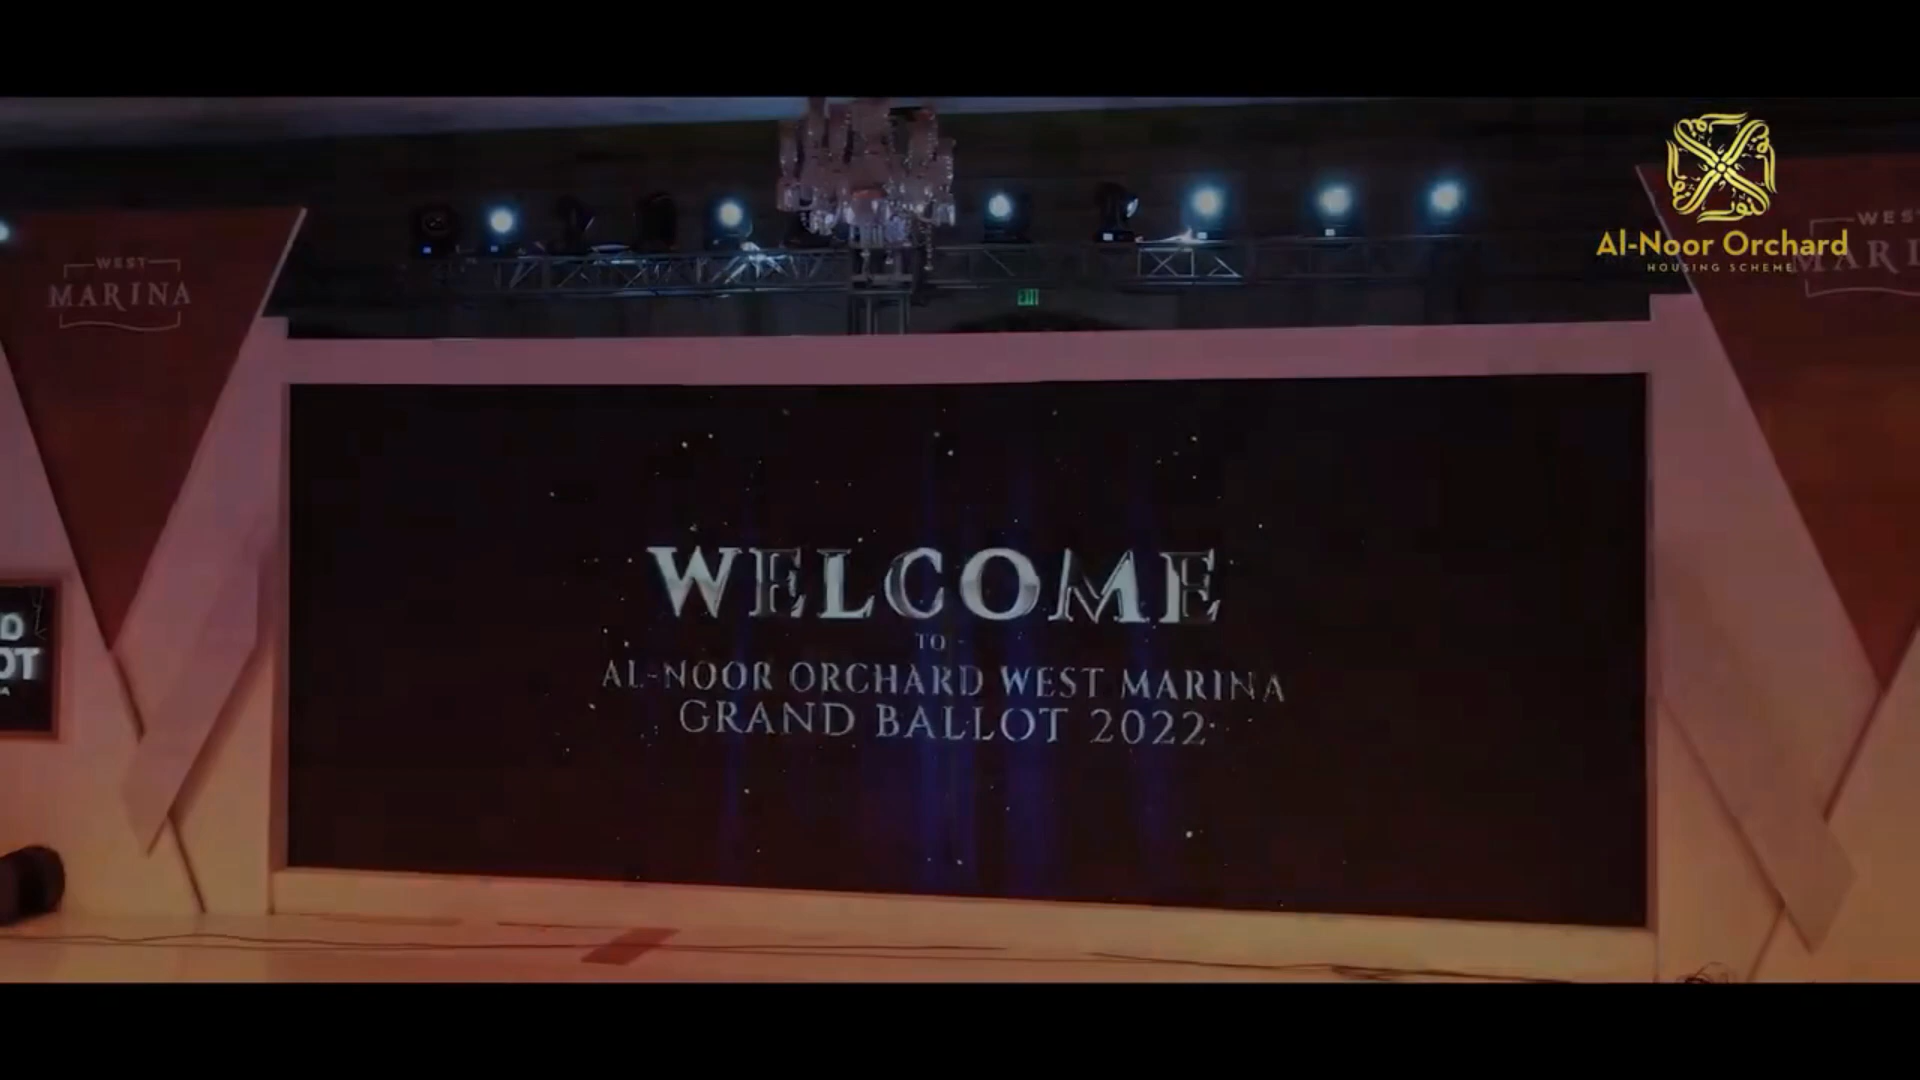 Al-Noor Orchard
HOUSING SCHEME
WEST
MARINA
WELCOME
TO
AL-NOOR ORCHARD WEST MARINA
GRAND BALLOT 2022